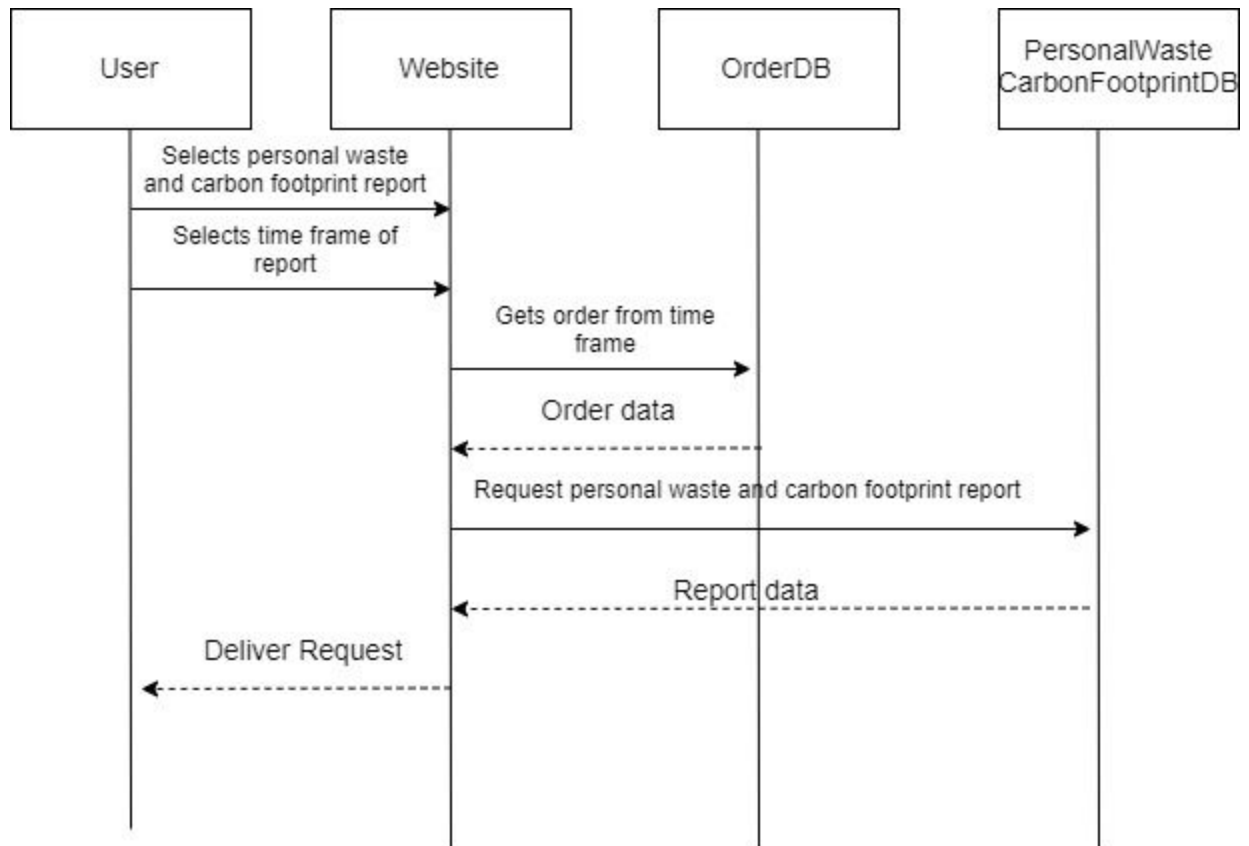 User
Website
OrderDB
PersonalWaste
CarbonFootprintDB
Selects personal waste
and carbon footprint report
Selects time frame of
report
Gets order from time
frame
Order data
Request personal waste and carbon footprint report
Report data
Deliver Request